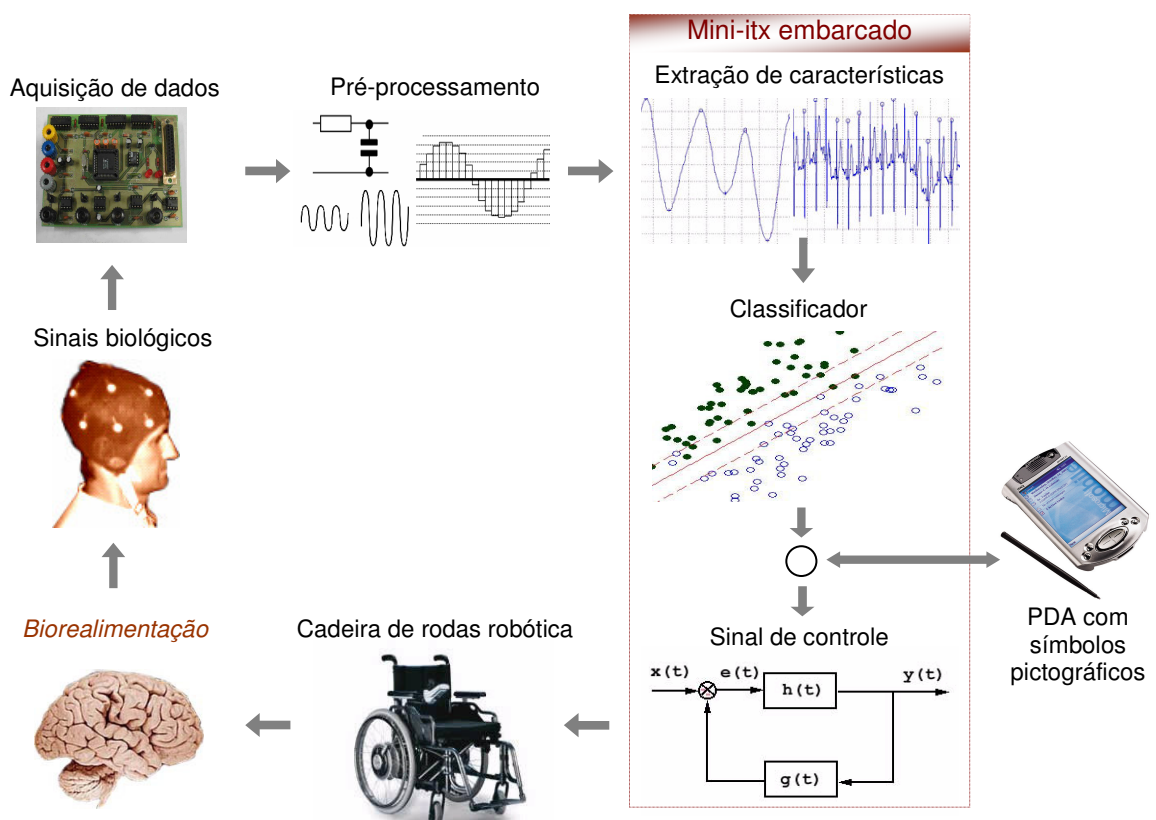 Mini-itx embarcado
Aquisição de dados
Pré-processamento
Extração de características
Sinais biológicos
Classificador
Biorealimentação
Cadeira de rodas robótica
Sinal de controle
x(t)
e(t)
h(t)
y(t)
g(t)
PDA com
símbolos
pictográficos